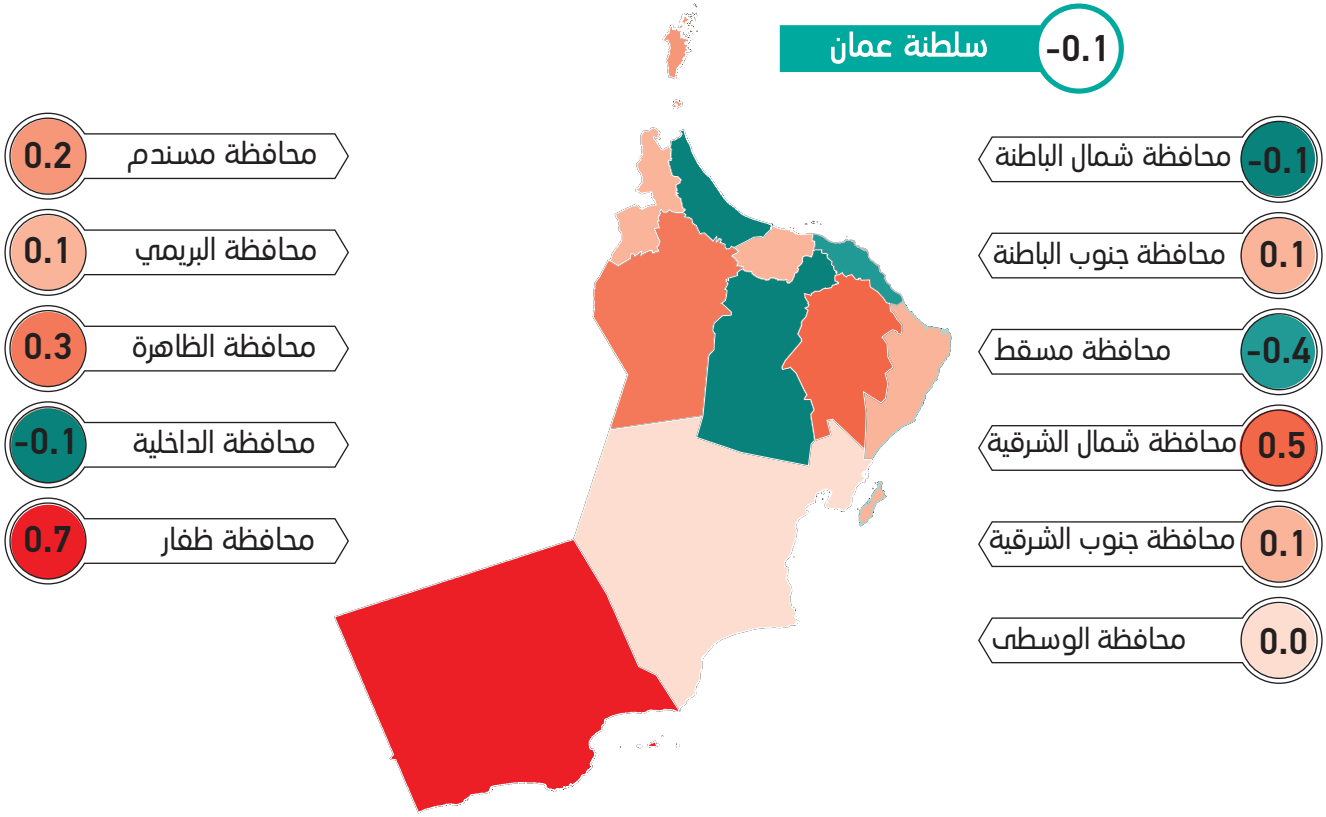 سلطنة عمان -0.1
محافظة شمال الباطنة -0.1
محافظة جنوب الباطنة 0.1
محافظة مسقط -0.4
محافظة شمال الشرقية 0.5
محافظة جنوب الشرقية 0.1
محافظة الوسطى 0.0
محافظة مسندم 0.2
محافظة البريمي 0.1
محافظة الظاهرة 0.3
محافظة الداخلية -0.1
محافظة ظفار 0.7